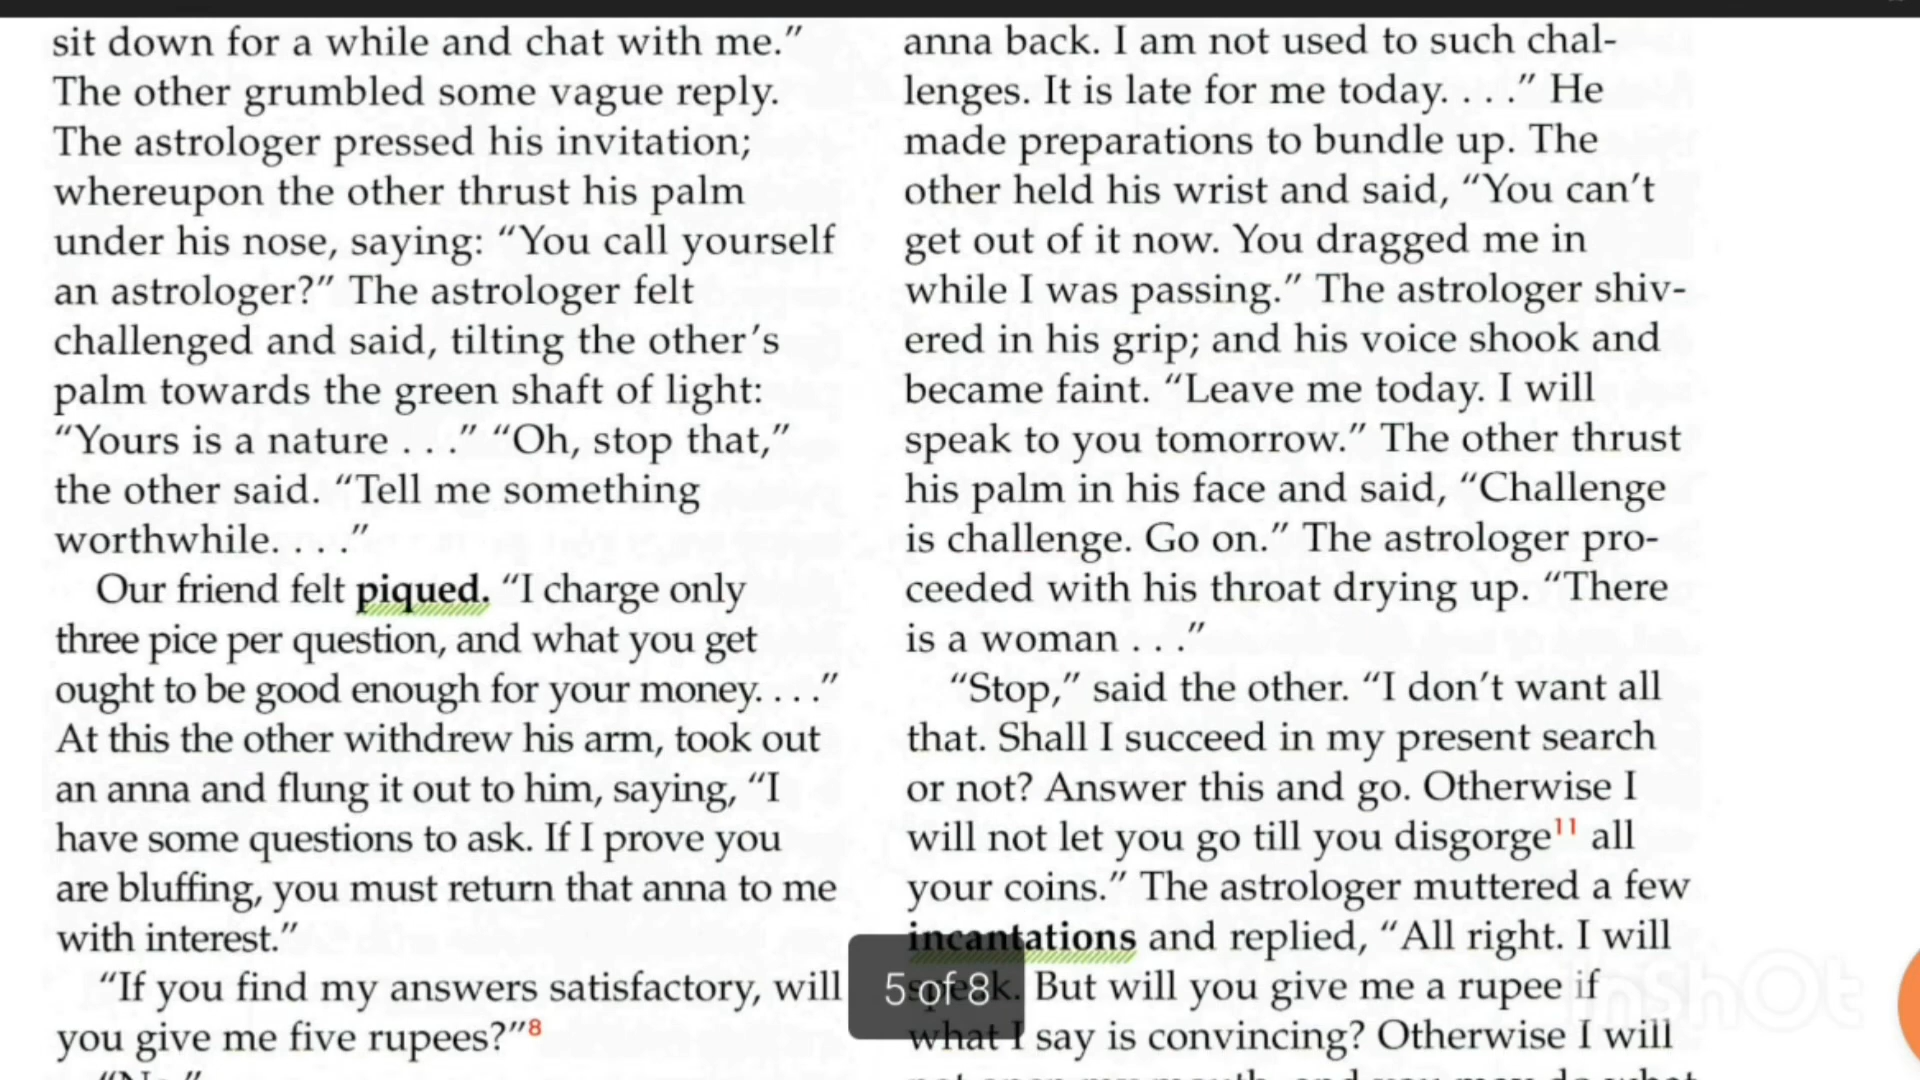 sit down for a while and chat with me.”
The other grumbled some vague reply.
The astrologer pressed his invitation;
whereupon the other thrust his palm
under his nose, saying: “You call yourself
an astrologer?” The astrologer felt
challenged and said, tilting the other’s
palm towards the green shaft of light:
“Yours is a nature . . .” “Oh, stop that,”
the other said. “Tell me something
worthwhile. . . .”
Our friend felt piqued. “I charge only
three pice per question, and what you get
ought to be good enough for your money. . . .”
At this the other withdrew his arm, took out
an anna and flung it out to him, saying, “I
have some questions to ask. If I prove you
are bluffing, you must return that anna to me
with interest.”
“If you find my answers satisfactory, will
you give me five rupees?”8
“No.”
anna back. I am not used to such chal-
lenges. It is late for me today. . . .” He
made preparations to bundle up. The
other held his wrist and said, “You can’t
get out of it now. You dragged me in
while I was passing.” The astrologer shiv-
ered in his grip; and his voice shook and
became faint. “Leave me today. I will
speak to you tomorrow.” The other thrust
his palm in his face and said, “Challenge
is challenge. Go on.” The astrologer pro-
ceeded with his throat drying up. “There
is a woman . . .”
“Stop,” said the other. “I don’t want all
that. Shall I succeed in my present search
or not? Answer this and go. Otherwise I
will not let you go till you disgorge11 all
your coins.” The astrologer muttered a few
incantations and replied, “All right. I will
speak. But will you give me a rupee if
what I say is convincing? Otherwise I will
not open my mouth, and you may do what
5 of 8
InshOt